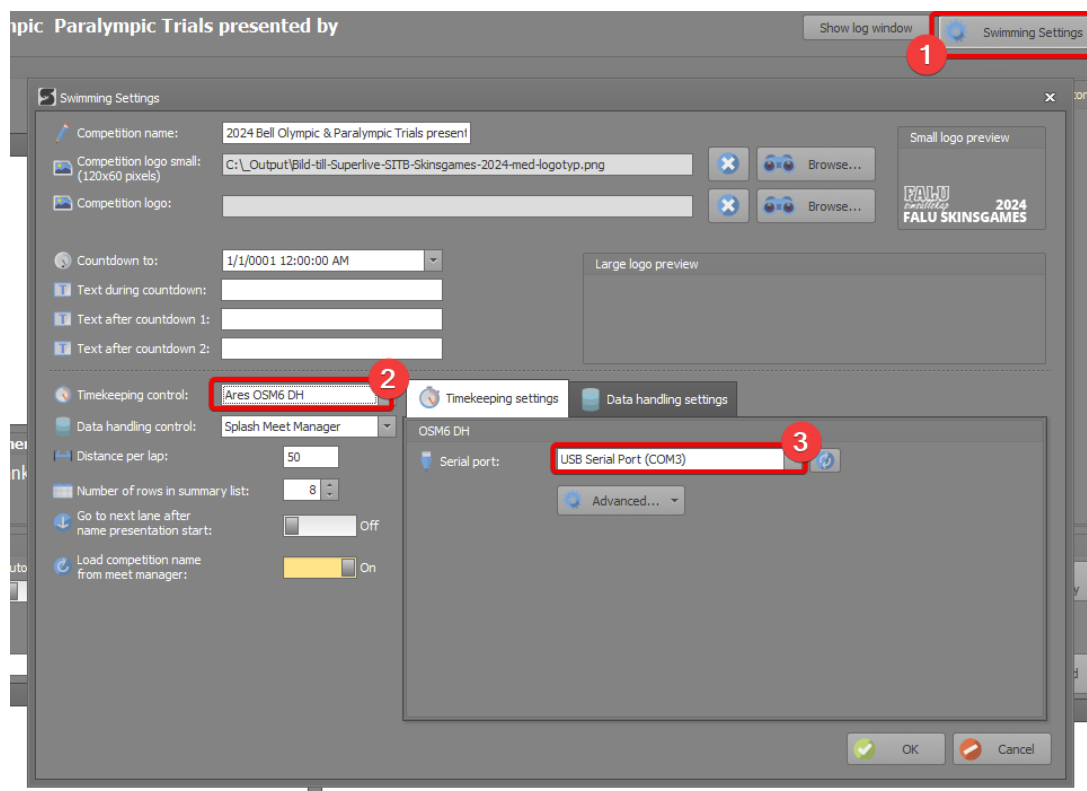 mpic Paralympic Trials presented by
Show log window
Swimming Settings
1
Swimming Settings
Competition name:
2024 Bell Olympic & Paralympic Trials present
Small logo preview
Competition logo small:
(120x60 pixels)
C:\_Output\Bild-till-Superlive-SITB-Skinsgames-2024-med-logotyp.png
Browse...
Competition logo:
Browse...
FALU
2024
FALU SKINSGAMES
Countdown to:
1/1/0001 12:00:00 AM
Large logo preview
Text during countdown:
Text after countdown 1:
Text after countdown 2:
2
Timekeeping control:
Ares OSM6 DH
Timekeeping settings
Data handling settings
Data handling control:
Splash Meet Manager
OSM6 DH
3
Distance per lap:
50
Serial port:
USB Serial Port (COM3)
Number of rows in summary list:
8
Advanced...
Go to next lane after
name presentation start:
Off
Load competition name
from meet manager:
On
OK
Cancel